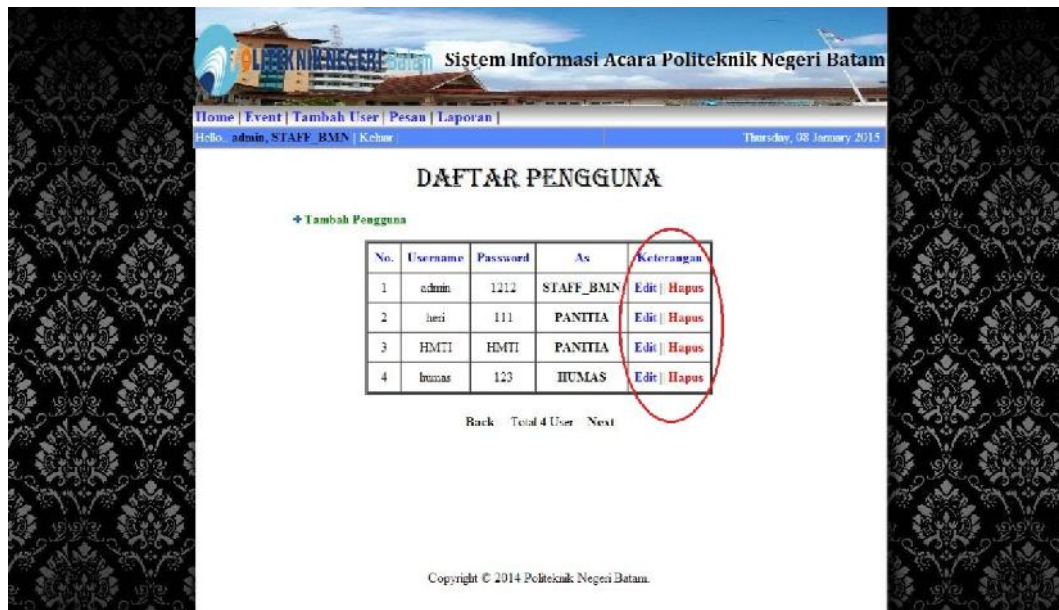 POLITEKNIK NEGERI Batam
Sistem Informasi Acara Politeknik Negeri Batam
Home | Event | Tambah User | Pesan | Laporan |
Hello.. admin, STAFF_BMN | Keluar | Thursday, 08 January 2015
DAFTAR PENGGUNA
Tambah Pengguna
No. Username Password As Keterangan
1 admin 1212 STAFF_BMN Edit || Hapus
2 heri 111 PANITIA Edit || Hapus
3 HMTI HMTI PANITIA Edit || Hapus
4 humas 123 HUMAS Edit || Hapus
Back Total 4 User Next
Copyright © 2014 Politeknik Negeri Batam.